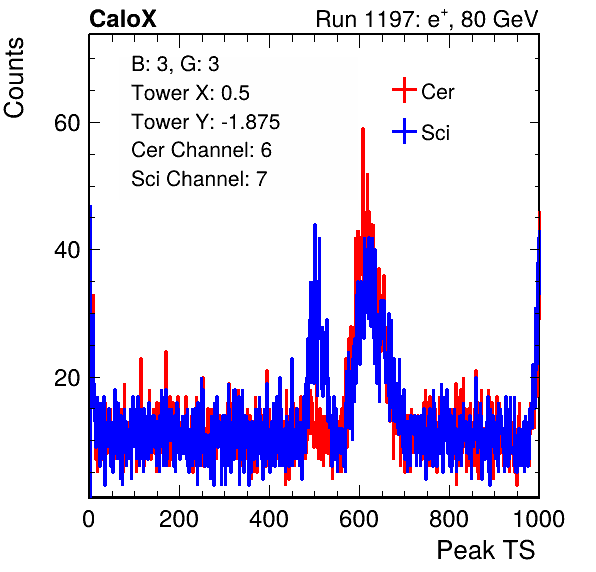 CaloX Run 1197: e+, 80 GeV
Counts
B: 3, G: 3
Tower X: 0.5
Tower Y: -1.875
Cer Channel: 6
Sci Channel: 7
Cer
Sci
60
40
20
0 200 400 600 800 1000
Peak TS